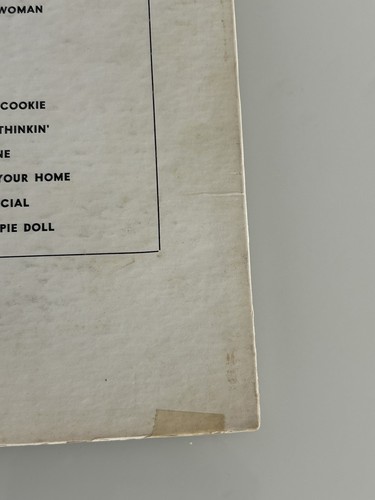 WOMAN
COOKIE
THINKIN'
NE
YOUR HOME
CIAL
PIE DOLL